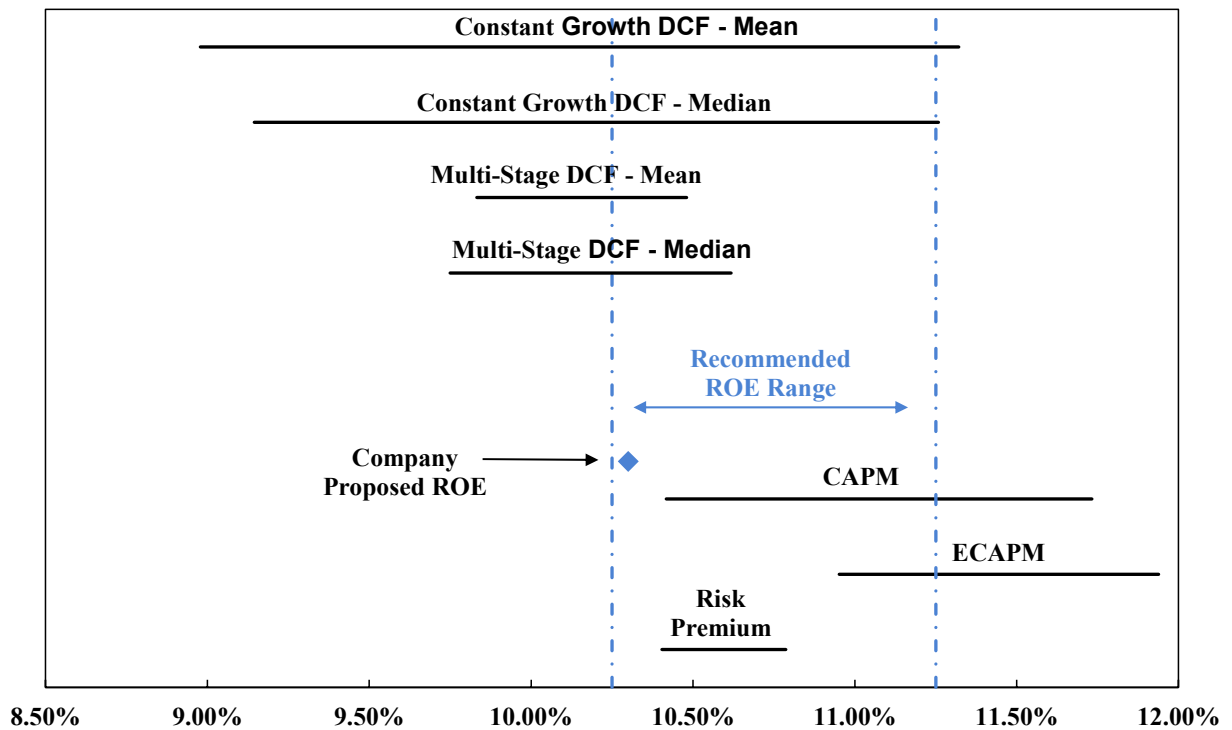 Constant Growth DCF - Mean
Constant Growth DCF - Median
Multi-Stage DCF - Mean
Multi-Stage DCF - Median
Recommended
ROE Range
Company
Proposed ROE
CAPM
ECAPM
Risk
Premium
8.50% 9.00% 9.50% 10.00% 10.50% 11.00% 11.50% 12.00%